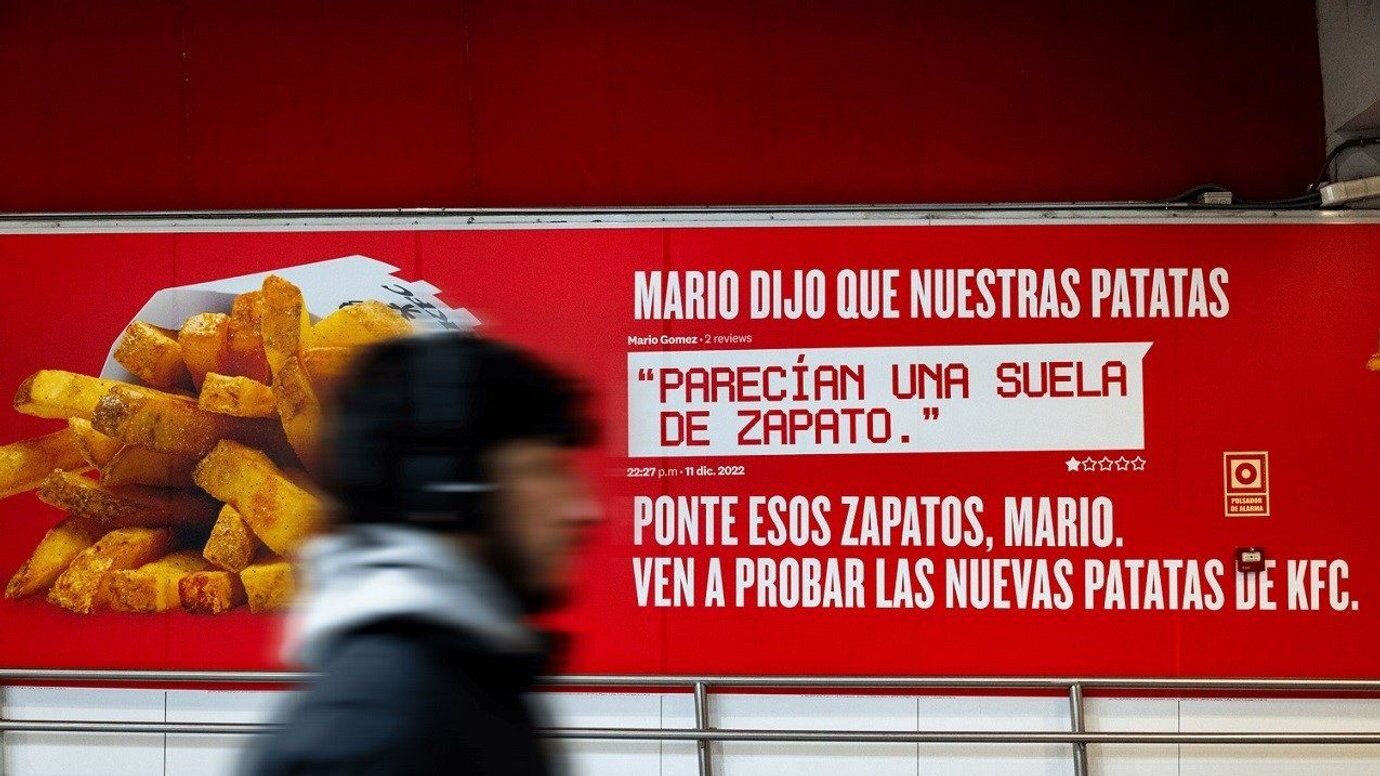 MARIO DIJO QUE NUESTRAS PATATAS
Mario Gomez · 2 reviews
“PARECÍAN UNA SUELA
DE ZAPATO.”
22:27 p.m · 11 dic. 2022
PONTE ESOS ZAPATOS, MARIO.
VEN A PROBAR LAS NUEVAS PATATAS DE KFC.
PULSADOR
DE ALARMA